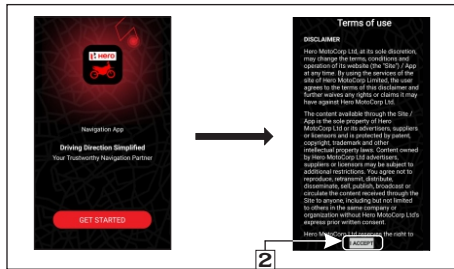 Hero
Navigation App
Driving Direction Simplified
Your Trustworthy Navigation Partner
GET STARTED
Terms of use
DISCLAIMER
Hero MotoCorp Ltd, at its sole discretion,
may change the terms, conditions and
operation of its website (the "Site") / App
at any time. By using the services of the
site of Hero MotoCorp Limited, the user
agrees to the terms of this disclaimer and
further waives any rights or claims it may
have against Hero MotoCorp Ltd.
The content available through the Site /
App is the sole property of Hero
MotoCorp Ltd or its advertisers, suppliers
or licensors and is protected by patent,
copyright, trademark and other
intellectual property laws. Content owned
by Hero MotoCorp Ltd advertisers,
suppliers or licensors may be subject to
additional restrictions. You agree not to
reproduce, retransmit, distribute,
disseminate, sell, publish, broadcast or
circulate the content received through the
Site to anyone, including but not limited
to others in the same company or
organization without Hero MotoCorp Ltd's
express prior written consent.
Hero MotoCorp Ltd reserves the right to
I ACCEPT
2